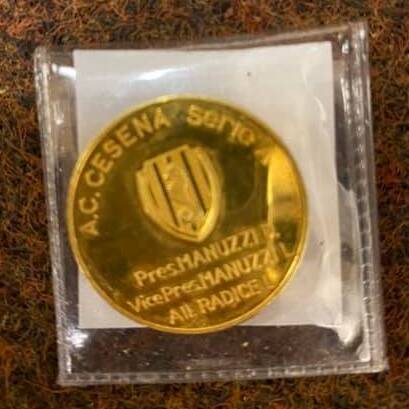 A.C. CESENA serie A
Pres.MANUZZI D.
Vice Pres.MANUZZI L.
All. RADICE